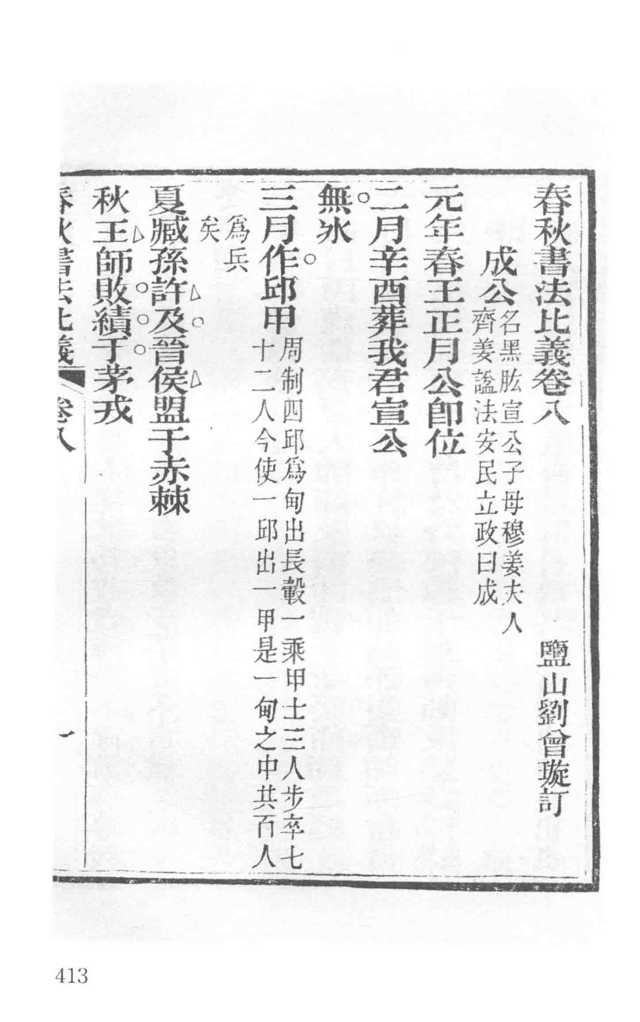 春秋書法比義卷八
鹽山劉曾璇訂
成公名黑肱宣公子母穆姜夫人
齊姜諡法安民立政曰成
元年春王正月公卽位
二月辛酉葬我君宣公
無冰
三月作邱甲周制四邱爲甸出長轂一乘甲士三人步卒七
十二人今使一邱出一甲是一甸之中共百人
爲兵
矣
夏臧孫許及晉侯盟于赤棘
秋王師敗績于茅戎
春秋書法比義 卷八 一
413